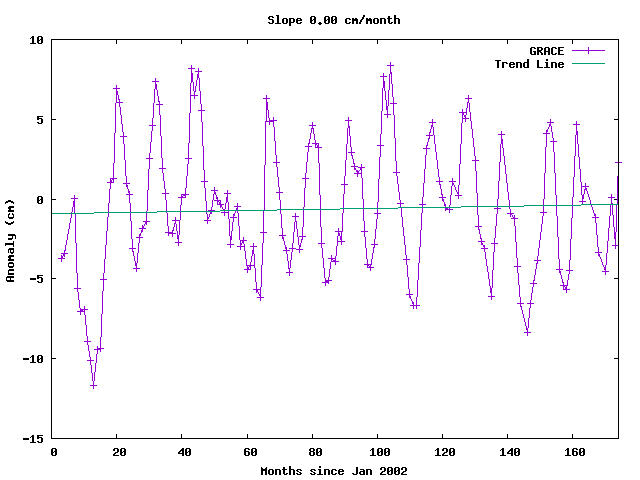 Slope 0.00 cm/month
GRACE
Trend Line
10
5
0
-5
-10
-15
Anomaly (cm)
0 20 40 60 80 100 120 140 160
Months since Jan 2002